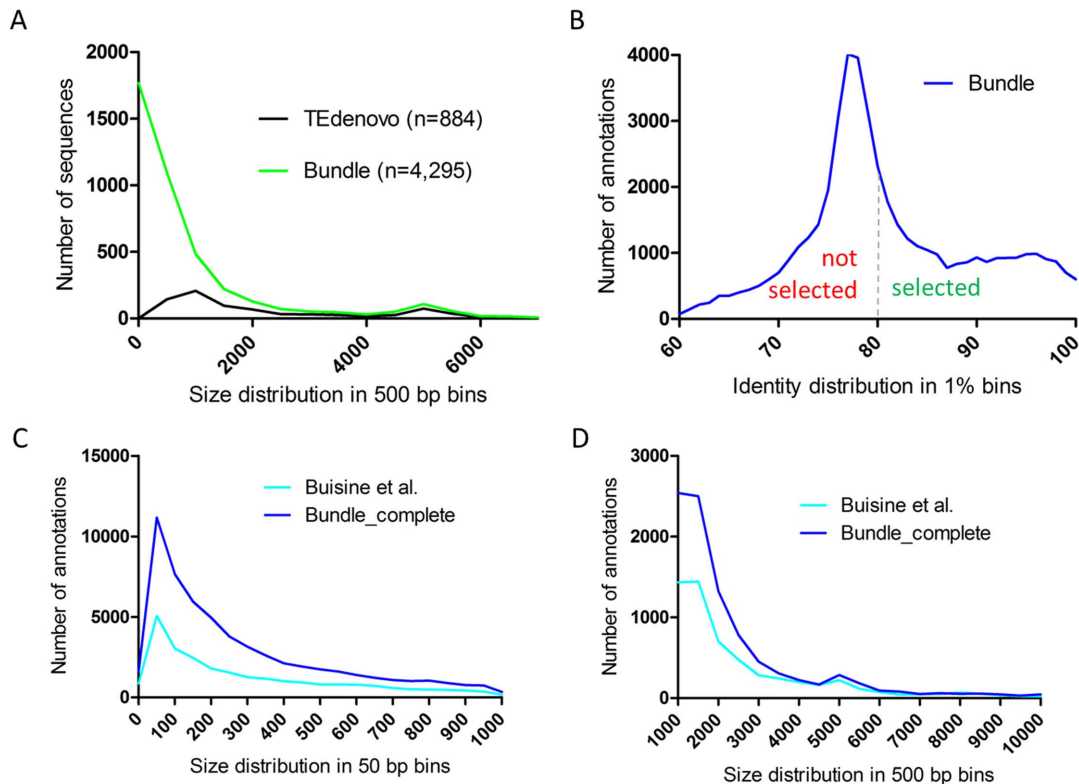 A
Number of sequences
2000
1500
1000
500
0
TEdenovo (n=884)
Bundle (n=4,295)
0
2000
4000
6000
Size distribution in 500 bp bins
B
Number of annotations
4000
3000
2000
1000
0
Bundle
not
selected
selected
60
70
80
90
100
Identity distribution in 1% bins
C
Number of annotations
15000
10000
5000
0
Buisine et al.
Bundle_complete
0
100
200
300
400
500
600
700
800
900
1000
Size distribution in 50 bp bins
D
Number of annotations
3000
2000
1000
0
Buisine et al.
Bundle_complete
1000
2000
3000
4000
5000
6000
7000
8000
9000
10000
Size distribution in 500 bp bins